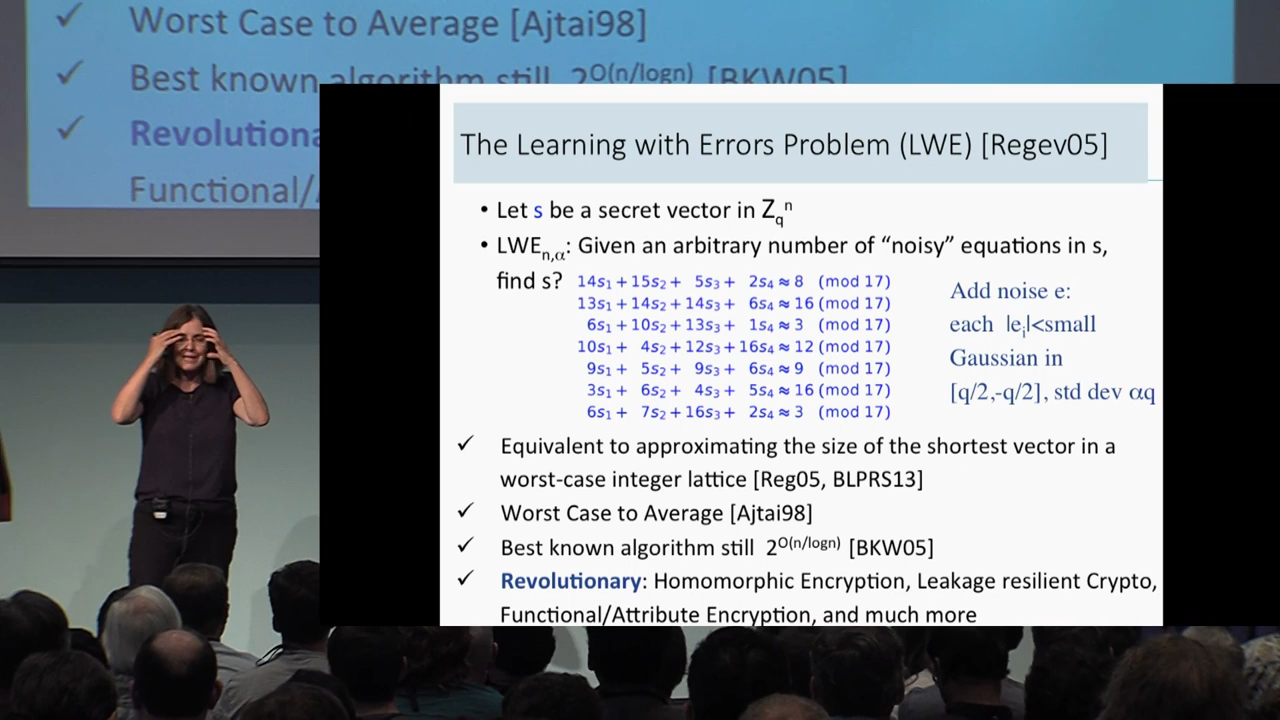 ✓ Worst Case to Average [Ajtai98]
✓ Best known algorithm still 2^O(n/logn) [BKW05]
✓ Revolutiona
Functional/
The Learning with Errors Problem (LWE) [Regev05]
• Let s be a secret vector in Z_q^n
• LWE_n,α: Given an arbitrary number of “noisy” equations in s,
find s?
14s₁ + 15s₂ + 5s₃ + 2s₄ ≈ 8 (mod 17)
13s₁ + 14s₂ + 14s₃ + 6s₄ ≈ 16 (mod 17)
6s₁ + 10s₂ + 13s₃ + 1s₄ ≈ 3 (mod 17)
10s₁ + 4s₂ + 12s₃ + 16s₄ ≈ 12 (mod 17)
9s₁ + 5s₂ + 9s₃ + 6s₄ ≈ 9 (mod 17)
3s₁ + 6s₂ + 4s₃ + 5s₄ ≈ 16 (mod 17)
6s₁ + 7s₂ + 16s₃ + 2s₄ ≈ 3 (mod 17)
Add noise e:
each |e_i|<small
Gaussian in
[q/2,-q/2], std dev αq
✓ Equivalent to approximating the size of the shortest vector in a
worst-case integer lattice [Reg05, BLPRS13]
✓ Worst Case to Average [Ajtai98]
✓ Best known algorithm still 2^O(n/logn) [BKW05]
✓ Revolutionary: Homomorphic Encryption, Leakage resilient Crypto,
Functional/Attribute Encryption, and much more